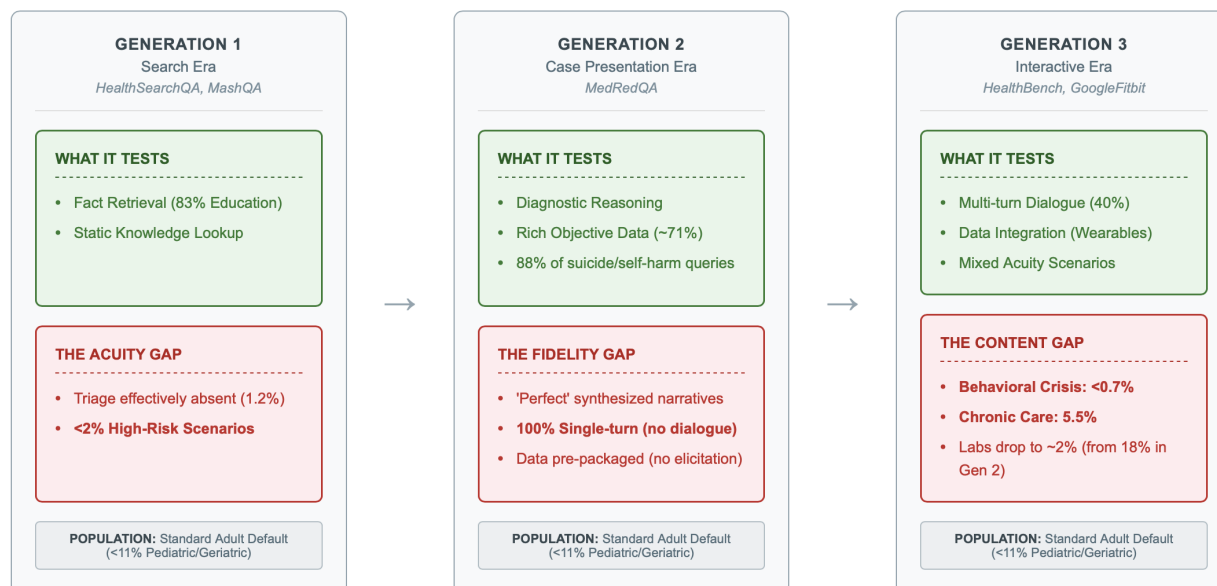 GENERATION 1
Search Era
HealthSearchQA, MashQA
WHAT IT TESTS
• Fact Retrieval (83% Education)
• Static Knowledge Lookup
THE ACUITY GAP
• Triage effectively absent (1.2%)
• <2% High-Risk Scenarios
POPULATION: Standard Adult Default
(<11% Pediatric/Geriatric)
→
GENERATION 2
Case Presentation Era
MedRedQA
WHAT IT TESTS
• Diagnostic Reasoning
• Rich Objective Data (~71%)
• 88% of suicide/self-harm queries
THE FIDELITY GAP
• 'Perfect' synthesized narratives
• 100% Single-turn (no dialogue)
• Data pre-packaged (no elicitation)
POPULATION: Standard Adult Default
(<11% Pediatric/Geriatric)
→
GENERATION 3
Interactive Era
HealthBench, GoogleFitbit
WHAT IT TESTS
• Multi-turn Dialogue (40%)
• Data Integration (Wearables)
• Mixed Acuity Scenarios
THE CONTENT GAP
• Behavioral Crisis: <0.7%
• Chronic Care: 5.5%
• Labs drop to ~2% (from 18% in
Gen 2)
POPULATION: Standard Adult Default
(<11% Pediatric/Geriatric)